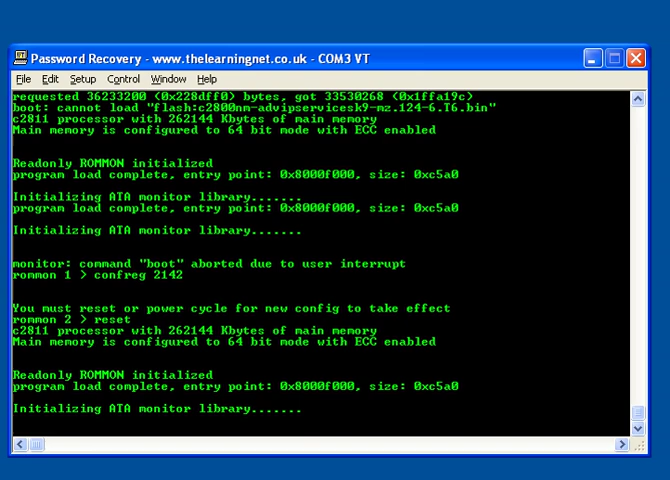 Password Recovery - www.thelearningnet.co.uk - COM3 VT
File Edit Setup Control Window Help
requested 36233200 (0x228dff0) bytes, got 33530268 (0x1ffa19c)
boot: cannot load "flash:c2800nm-advipservicesk9-mz.124-6.T6.bin"
c2811 processor with 262144 Kbytes of main memory
Main memory is configured to 64 bit mode with ECC enabled
Readonly ROMMON initialized
program load complete, entry point: 0x8000f000, size: 0xc5a0
Initializing ATA monitor library.......
program load complete, entry point: 0x8000f000, size: 0xc5a0
Initializing ATA monitor library.......
monitor: command "boot" aborted due to user interrupt
rommon 1 > confreg 2142
You must reset or power cycle for new config to take effect
rommon 2 > reset
c2811 processor with 262144 Kbytes of main memory
Main memory is configured to 64 bit mode with ECC enabled
Readonly ROMMON initialized
program load complete, entry point: 0x8000f000, size: 0xc5a0
Initializing ATA monitor library.......